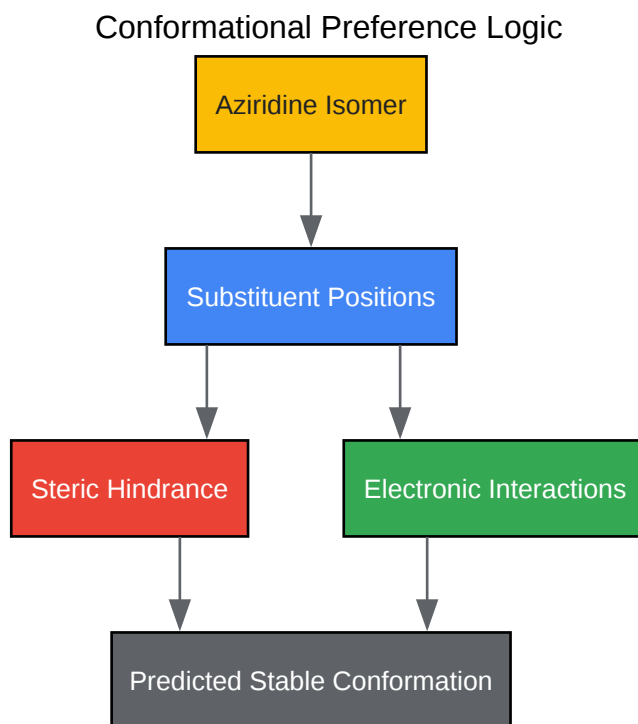 Conformational Preference Logic
Aziridine Isomer
Substituent Positions
Steric Hindrance
Electronic Interactions
Predicted Stable Conformation